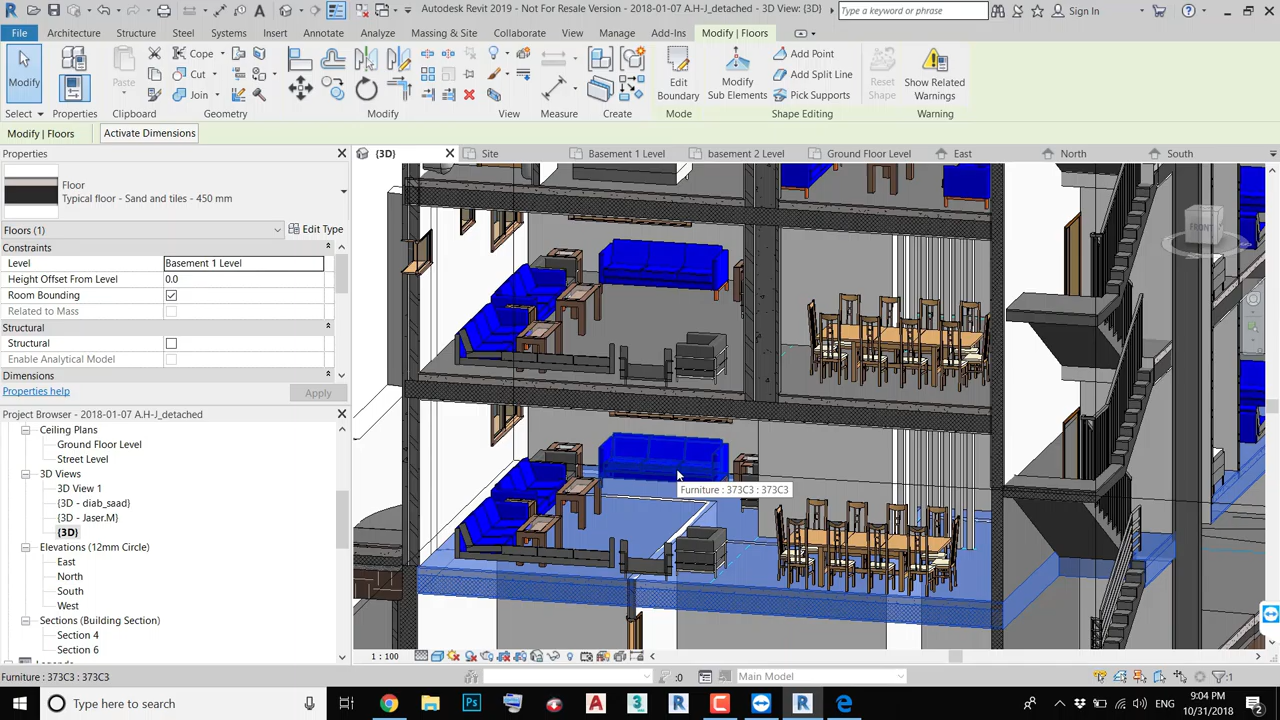 Autodesk Revit 2019 - Not For Resale Version - 2018-01-07 A.H-J_detached - 3D View: {3D}
Type a keyword or phrase
Sign In
File
Architecture
Structure
Steel
Systems
Insert
Annotate
Analyze
Massing & Site
Collaborate
View
Manage
Add-Ins
Modify | Floors
Modify
Paste
Cope
Cut
Join
Edit
Boundary
Modify
Sub Elements
Add Point
Add Split Line
Pick Supports
Reset
Shape
Show Related
Warnings
Select
Properties
Clipboard
Modify
View
Measure
Create
Mode
Shape Editing
Warning
Modify | Floors
Activate Dimensions
Properties
{3D}
Site
Basement 1 Level
basement 2 Level
Ground Floor Level
East
North
South
Floor
Typical floor - Sand and tiles - 450 mm
Floors (1)
Edit Type
Constraints
Level
Basement 1 Level
Height Offset From Level
0.0
Room Bounding
Related to Mass
Structural
Structural
Enable Analytical Model
Dimensions
Properties help
Apply
Project Browser - 2018-01-07 A.H-J_detached
Ceiling Plans
Ground Floor Level
Street Level
3D Views
3D View 1
{3D - diab_saad}
{3D - Jaser.M}
{3D}
Elevations (12mm Circle)
East
North
South
West
Sections (Building Section)
Section 4
Section 6
FRONT
Furniture : 373C3 : 373C3
1 : 100
Furniture : 373C3 : 373C3
:0
Main Model
:1
Type here to search
ENG
9:04 PM
10/31/2018
2